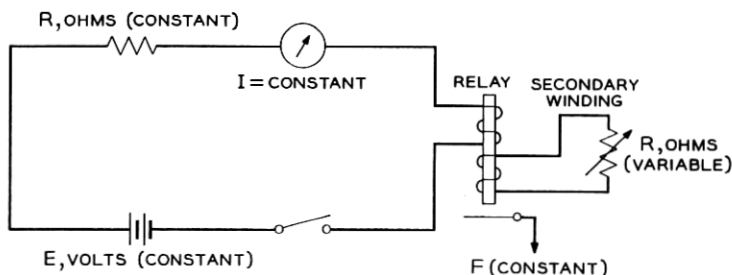 R, OHMS (CONSTANT)
I = CONSTANT
RELAY
SECONDARY
WINDING
R, OHMS
(VARIABLE)
E, VOLTS (CONSTANT)
F (CONSTANT)